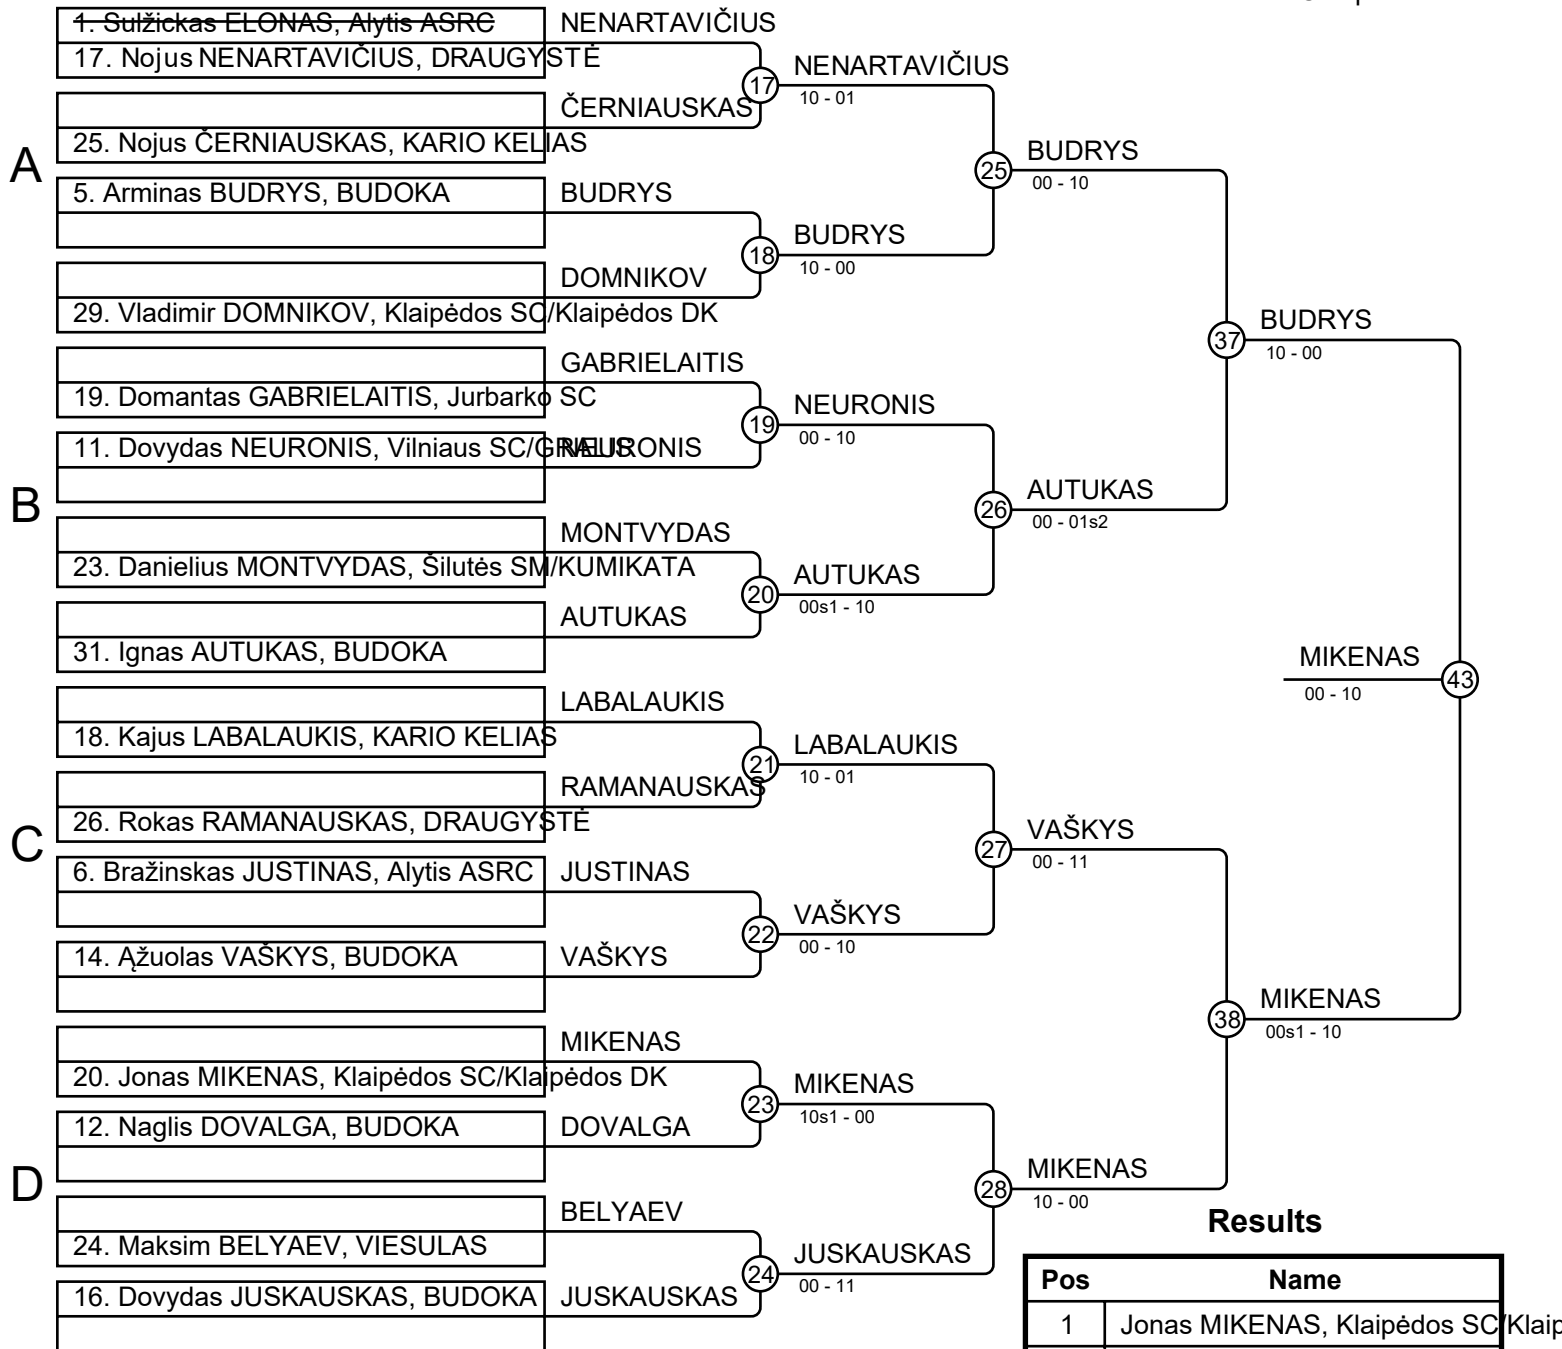 1. Sulžickas ELONAS, Alytis ASRC
NENARTAVIČIUS
17. Nojus NENARTAVIČIUS, DRAUGYSTĖ
17
NENARTAVIČIUS
10 - 01
ČERNIAUSKAS
25. Nojus ČERNIAUSKAS, KARIO KELIAS
A
25
BUDRYS
00 - 10
5. Arminas BUDRYS, BUDOKA
BUDRYS
18
BUDRYS
10 - 00
DOMNIKOV
29. Vladimir DOMNIKOV, Klaipėdos SC/Klaipėdos DK
37
BUDRYS
10 - 00
GABRIELAITIS
19. Domantas GABRIELAITIS, Jurbarko SC
19
NEURONIS
00 - 10
11. Dovydas NEURONIS, Vilniaus SC/GRALIS
NEURONIS
B
26
AUTUKAS
00 - 01s2
MONTVYDAS
23. Danielius MONTVYDAS, Šilutės SM/KUMIKATA
20
AUTUKAS
00s1 - 10
AUTUKAS
31. Ignas AUTUKAS, BUDOKA
MIKENAS
00 - 10
43
LABALAUKIS
18. Kajus LABALAUKIS, KARIO KELIAS
21
LABALAUKIS
10 - 01
RAMANAUSKAS
26. Rokas RAMANAUSKAS, DRAUGYSTĖ
C
27
VAŠKYS
00 - 11
6. Bražinskas JUSTINAS, Alytis ASRC
JUSTINAS
22
VAŠKYS
00 - 10
14. Ąžuolas VAŠKYS, BUDOKA
VAŠKYS
38
MIKENAS
00s1 - 10
MIKENAS
20. Jonas MIKENAS, Klaipėdos SC/Klaipėdos DK
23
MIKENAS
10s1 - 00
12. Naglis DOVALGA, BUDOKA
DOVALGA
D
28
MIKENAS
10 - 00
BELYAEV
24. Maksim BELYAEV, VIESULAS
24
JUSKAUSKAS
00 - 11
16. Dovydas JUSKAUSKAS, BUDOKA
JUSKAUSKAS
Results
Pos Name
1 Jonas MIKENAS, Klaipėdos SC/Klaip